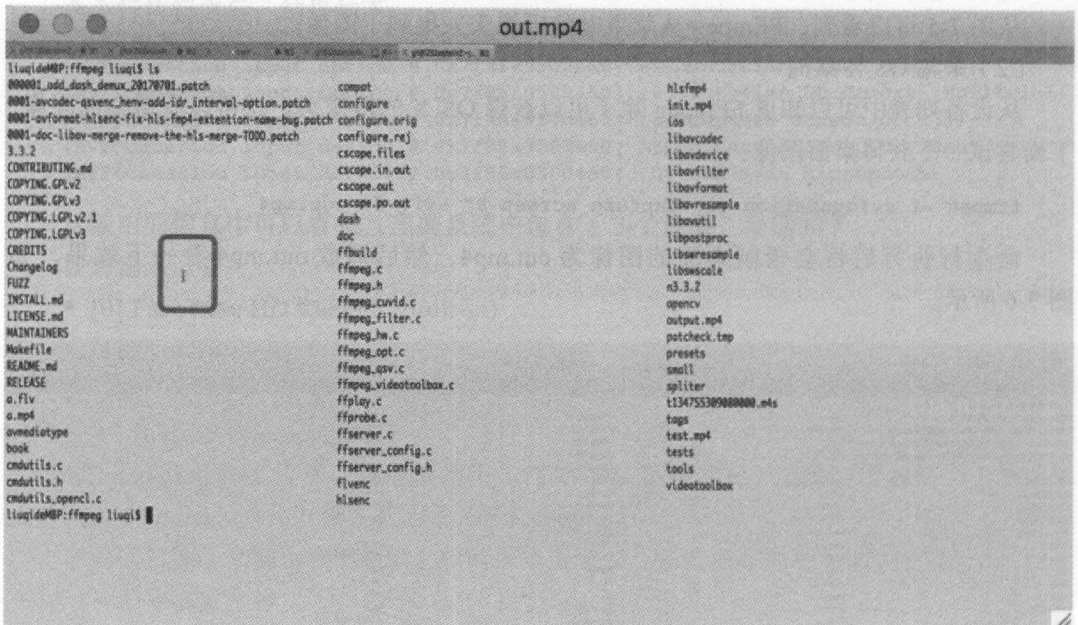 out.mp4
liuqideMBP:ffmpeg liuqi$ ls
000001_add_dash_demux_20170701.patch
0001-avcodec-qsvenc_henv-add-idr_interval-option.patch
0001-avformat-hlsenc-fix-hls-fmp4-extention-name-bug.patch
0001-doc-libav-merge-remove-the-hls-merge-TODO.patch
3.3.2
CONTRIBUTING.md
COPYING.GPLv2
COPYING.GPLv3
COPYING.LGPLv2.1
COPYING.LGPLv3
CREDITS
Changelog
FUZZ
INSTALL.md
LICENSE.md
MAINTAINERS
Makefile
README.md
RELEASE
a.flv
a.mp4
avmediatype
book
cmdutils.c
cmdutils.h
cmdutils_opencl.c
liuqideMBP:ffmpeg liuqi$
compat
configure
configure.orig
configure.rej
cscope.files
cscope.in.out
cscope.out
cscope.po.out
dash
doc
ffbuild
ffmpeg.c
ffmpeg.h
ffmpeg_cuvid.c
ffmpeg_filter.c
ffmpeg_hw.c
ffmpeg_opt.c
ffmpeg_qsv.c
ffmpeg_videotoolbox.c
ffplay.c
ffprobe.c
ffserver.c
ffserver_config.c
ffserver_config.h
flvenc
hlsenc
hlsfmp4
init.mp4
ios
libavcodec
libavdevice
libavfilter
libavformat
libavresample
libavutil
libpostproc
libswresample
libswscale
n3.3.2
opencv
output.mp4
patcheck.tmp
presets
small
spliter
t134755309080000.m4s
tags
test.mp4
tests
tools
videotoolbox